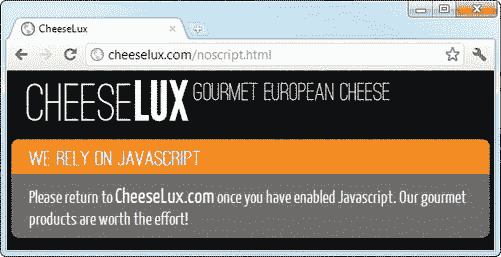 CheeseLux
cheeselux.com/noscript.html
CHEESELUX GOURMET EUROPEAN CHEESE
WE RELY ON JAVASCRIPT
Please return to CheeseLux.com once you have enabled Javascript. Our gourmet
products are worth the effort!